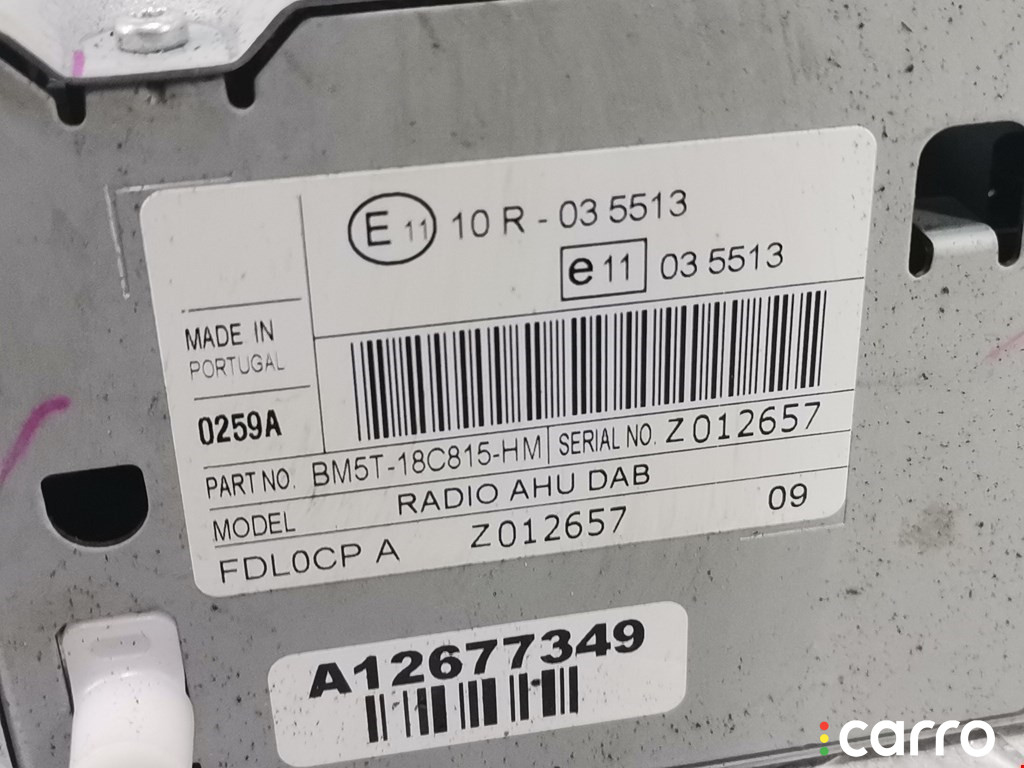 E 11 10 R - 03 5513
e 11 03 5513
MADE IN
PORTUGAL
0259A
PART NO. BM5T-18C815-HM SERIAL NO. Z012657
MODEL RADIO AHU DAB
FDL0CP A Z012657 09
A12677349
carro